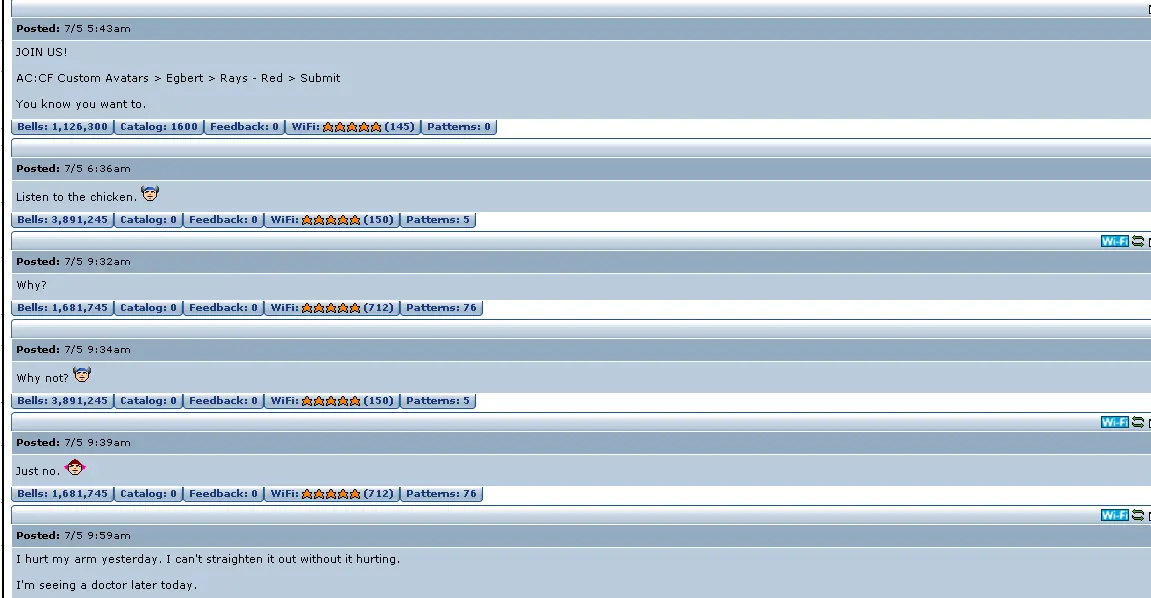 Posted: 7/5 5:43am
JOIN US!
AC:CF Custom Avatars > Egbert > Rays - Red > Submit
You know you want to.
Bells: 1,126,300 Catalog: 1600 Feedback: 0 WiFi: (145) Patterns: 0
Posted: 7/5 6:36am
Listen to the chicken.
Bells: 3,891,245 Catalog: 0 Feedback: 0 WiFi: (150) Patterns: 5
Wi-Fi
Posted: 7/5 9:32am
Why?
Bells: 1,681,745 Catalog: 0 Feedback: 0 WiFi: (712) Patterns: 76
Posted: 7/5 9:34am
Why not?
Bells: 3,891,245 Catalog: 0 Feedback: 0 WiFi: (150) Patterns: 5
Wi-Fi
Posted: 7/5 9:39am
Just no.
Bells: 1,681,745 Catalog: 0 Feedback: 0 WiFi: (712) Patterns: 76
Wi-Fi
Posted: 7/5 9:59am
I hurt my arm yesterday. I can't straighten it out without it hurting.
I'm seeing a doctor later today.